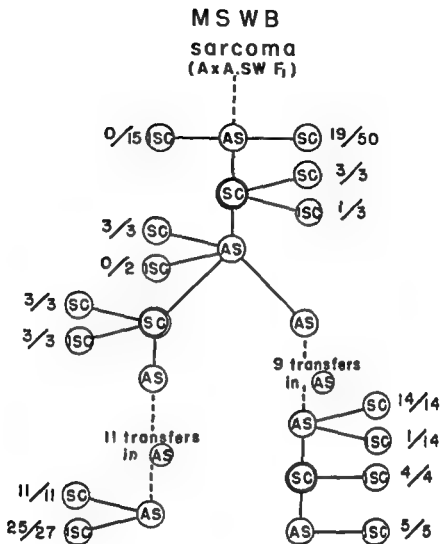 MSWB
sarcoma
(AxA.SW F₁)
0/15 ISC AS SC 19/50
SC 3/3
SC
ISC 1/3
3/3 SC
AS
0/2 ISC
3/3 SC
SC AS
3/3 ISC
AS
9 transfers
in AS
SC 14/14
AS
ISC 1/14
11 transfers
in AS
SC SC 4/4
11/11 SC
AS
25/27 ISC
AS SC 5/5